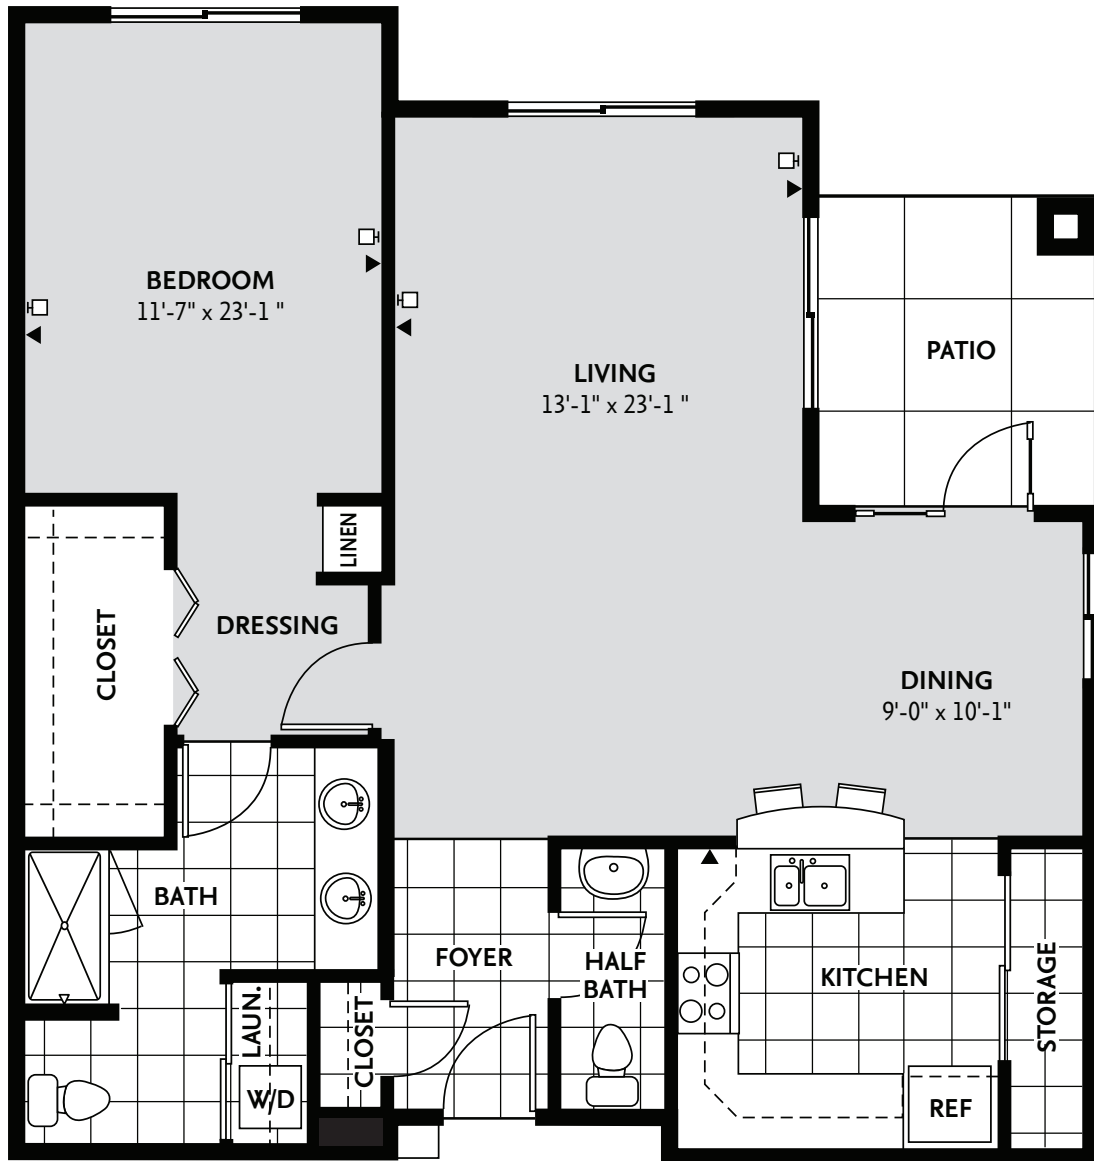 BEDROOM
11'-7" x 23'-1 "
LIVING
13'-1" x 23'-1 "
PATIO
LINEN
CLOSET
DRESSING
DINING
9'-0" x 10'-1"
BATH
FOYER
HALF
BATH
KITCHEN
STORAGE
LAUN.
CLOSET
W/D
REF